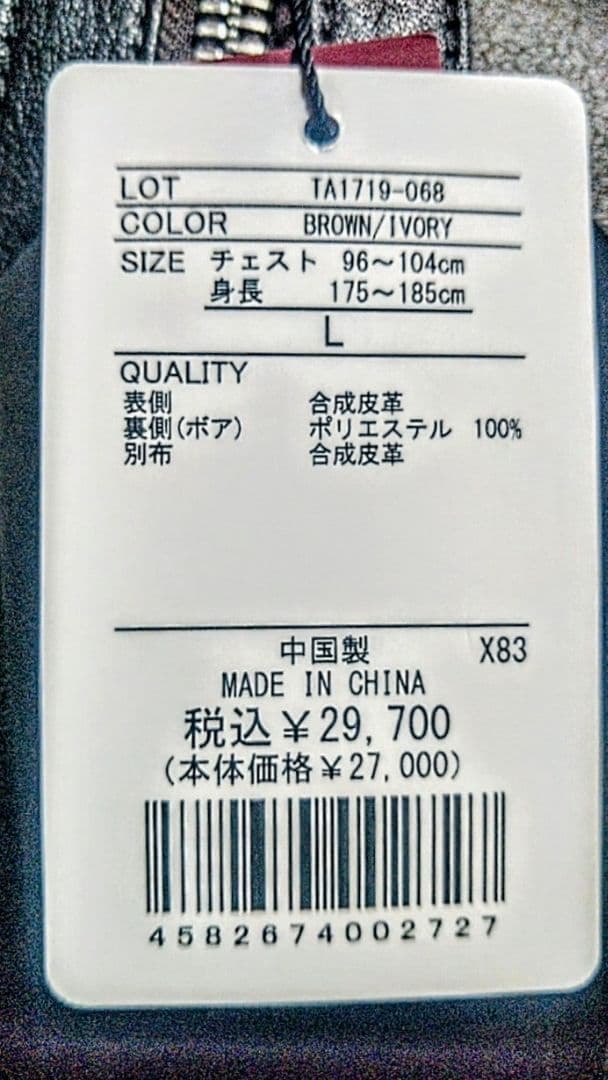 LOT TA1719-068
COLOR BROWN/IVORY
SIZE チェスト 96～104cm
身長 175～185cm
L
QUALITY
表側 合成皮革
裏側(ボア) ポリエステル 100%
別布 合成皮革
中国製 X83
MADE IN CHINA
税込¥29,700
(本体価格¥27,000)
4582674002727